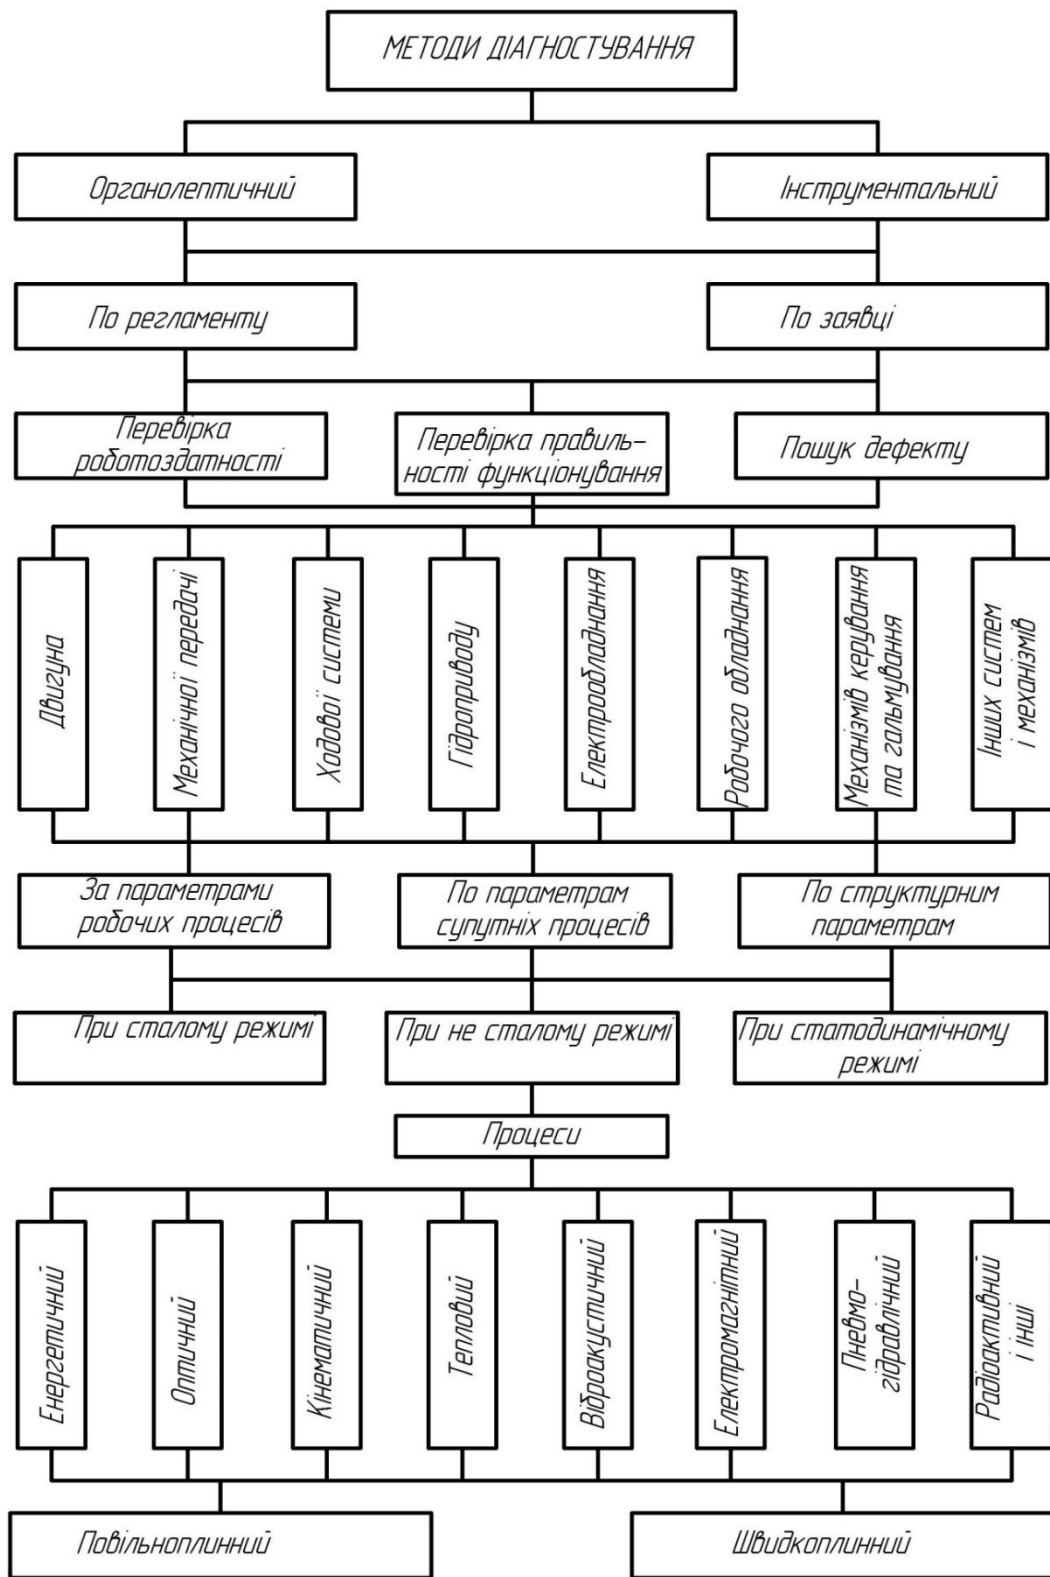 МЕТОДИ ДІАГНОСТУВАННЯ
Органолептичний
Інструментальний
По регламенту
По заявці
Перевірка
роботоздатності
Перевірка правиль-
ності функціонування
Пошук дефекту
Двигуна
Механічної передачі
Ходової системи
Гідроприводу
Електробладнання
Робочого обладнання
Механізмів керування
та гальмування
Інших систем
і механізмів
За параметрами
робочих процесів
По параметрам
супутніх процесів
По структурним
параметрам
При сталому режимі
При не сталому режимі
При статодинамічному
режимі
Процеси
Енергетичний
Оптичний
Кінематичний
Тепловий
Віброакустичний
Електромагнітний
Пневмо-
гідравлічний
Радіоактивний
і інші
Повільноплинний
Швидкоплинний